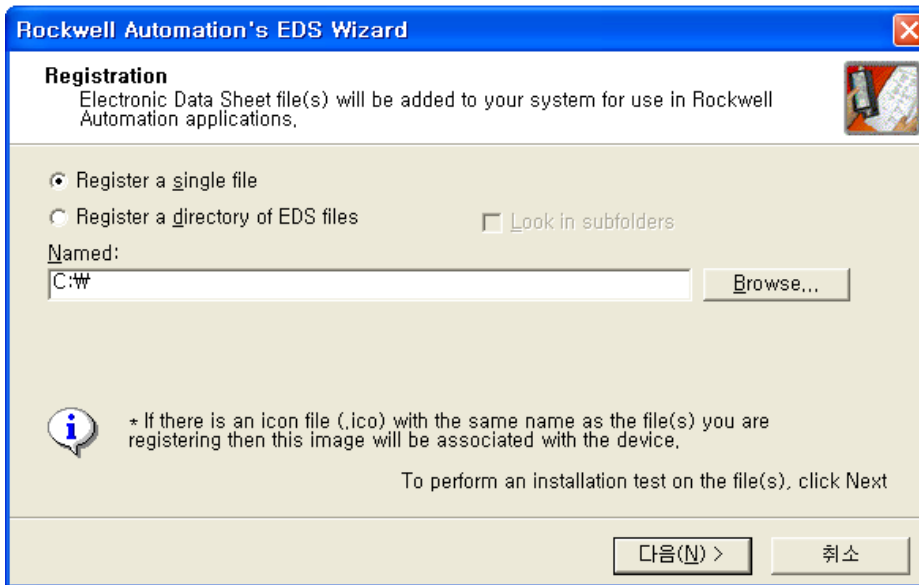 Rockwell Automation's EDS Wizard
Registration
Electronic Data Sheet file(s) will be added to your system for use in Rockwell
Automation applications.
Register a single file
Register a directory of EDS files
Look in subfolders
Named:
C:₩
Browse...
* If there is an icon file (.ico) with the same name as the file(s) you are
registering then this image will be associated with the device.
To perform an installation test on the file(s), click Next
다음(N) >
취소